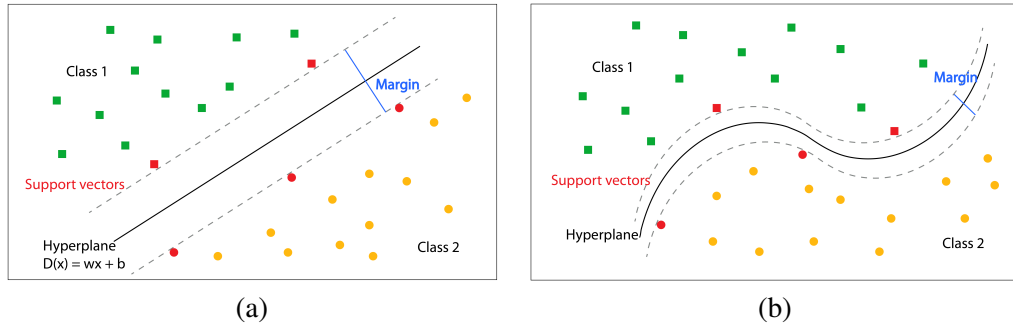 Class 1
Margin
Support vectors
Hyperplane
D(x) = wx + b
Class 2
(a)
Class 1
Margin
Support vectors
Hyperplane
Class 2
(b)